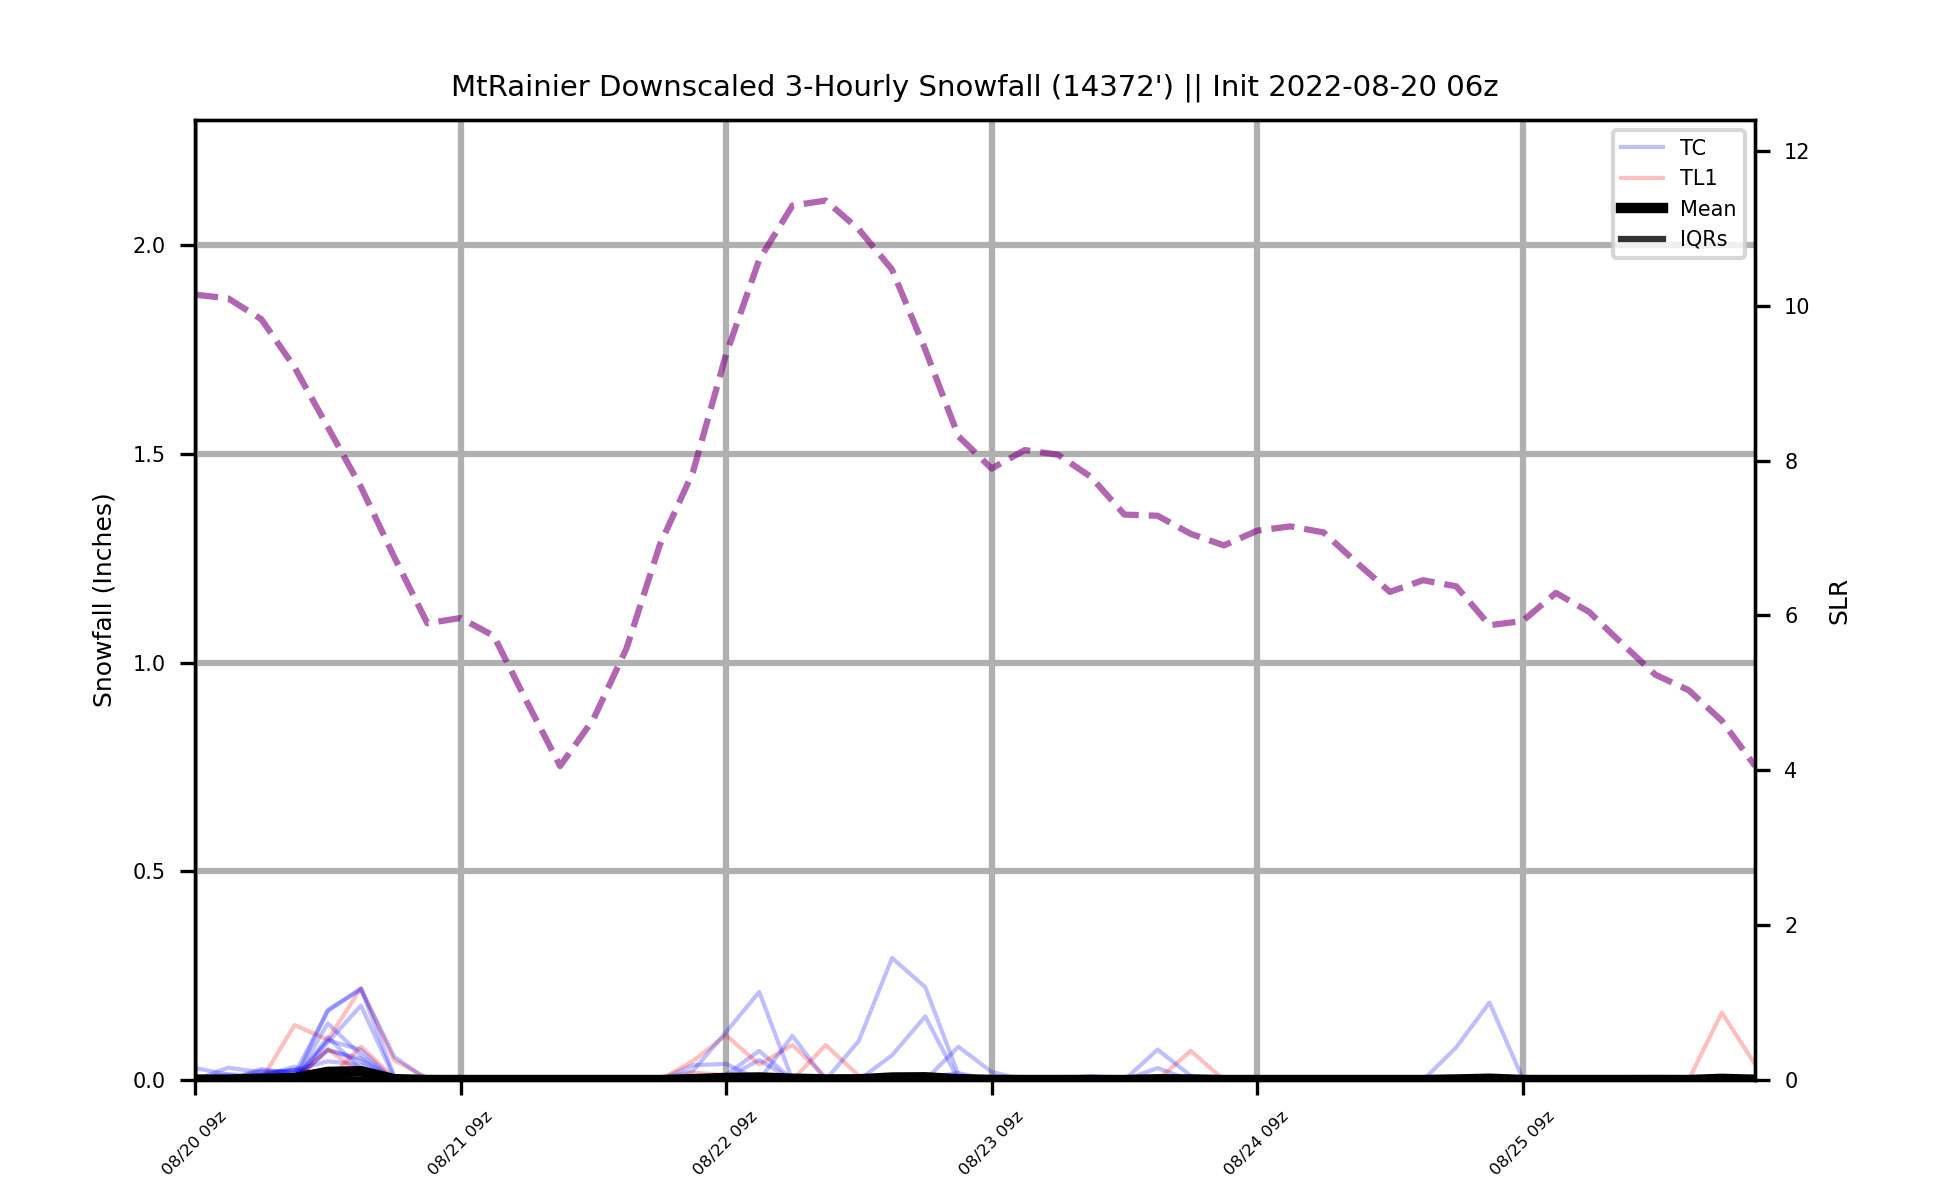 MtRainier Downscaled 3-Hourly Snowfall (14372') || Init 2022-08-20 06z
TC
TL1
Mean
IQRs
Snowfall (Inches)
2.0
1.5
1.0
0.5
0.0
12
10
8
6
4
2
0
SLR
08/20 09z
08/21 09z
08/22 09z
08/23 09z
08/24 09z
08/25 09z